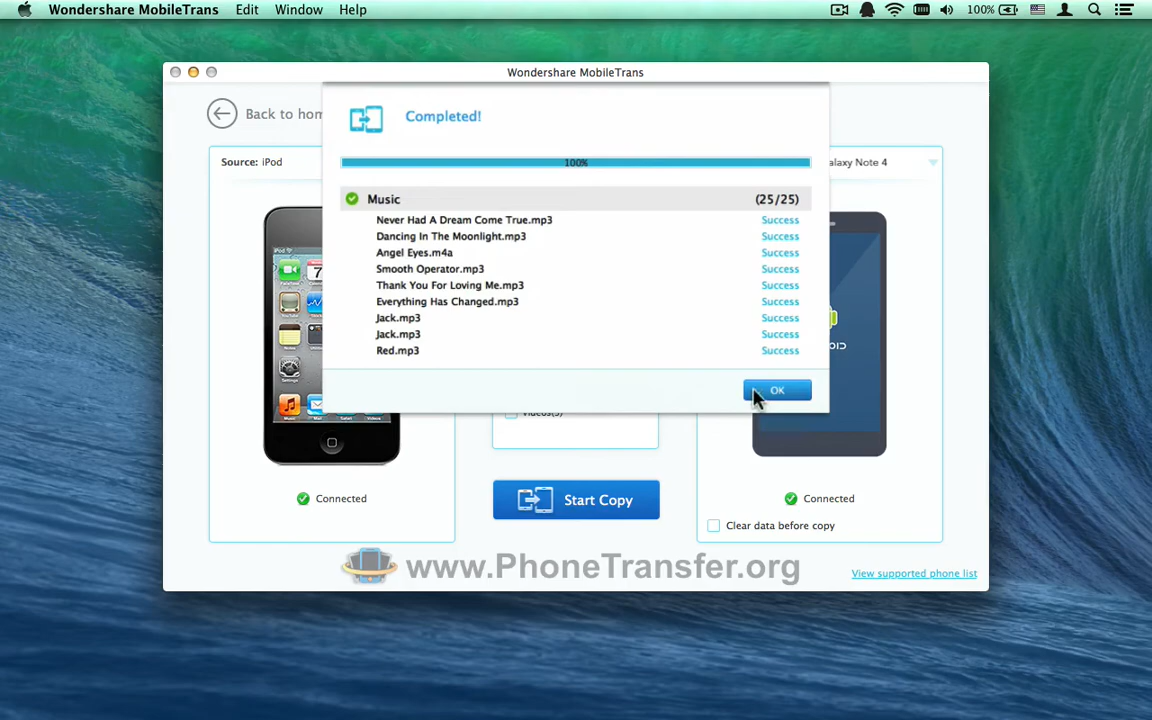 Wondershare MobileTrans Edit Window Help 100%
Wondershare MobileTrans
Back to hom
Completed!
100%
Source: iPod
alaxy Note 4
Music (25/25)
Never Had A Dream Come True.mp3 Success
Dancing In The Moonlight.mp3 Success
Angel Eyes.m4a Success
Smooth Operator.mp3 Success
Thank You For Loving Me.mp3 Success
Everything Has Changed.mp3 Success
Jack.mp3 Success
Jack.mp3 Success
Red.mp3 Success
OK
Settings
Music
Connected
Start Copy
Connected
Clear data before copy
www.PhoneTransfer.org
View supported phone list